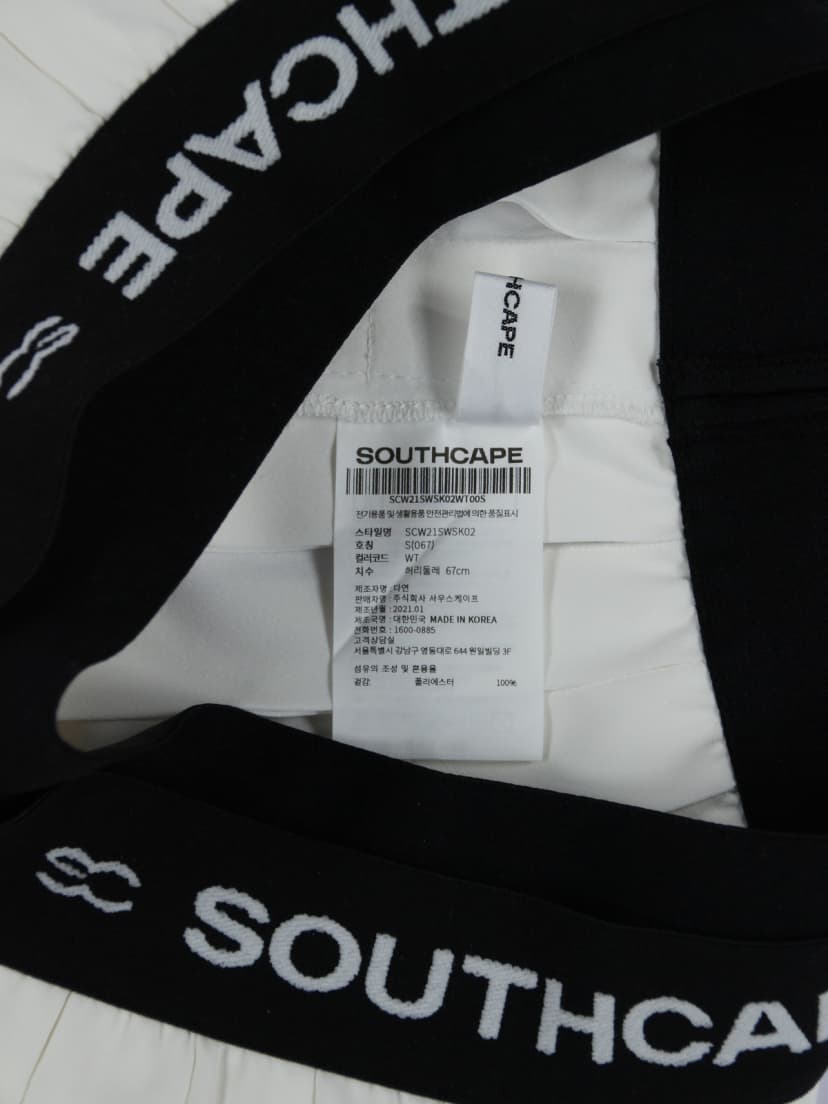 THCAPE
SC
THCAPE
SOUTHCAPE
SCW21SWSK02WT00S
전기용품 및 생활용품 안전관리법에 의한 품질표시
스타일명 SCW21SWSK02
호칭 S(067)
컬러코드 WT
치수 허리둘레 67cm
제조자명 : 다연
판매자명 : 주식회사 사우스케이프
제조년월 : 2021.01
제조국명 : 대한민국 MADE IN KOREA
전화번호 : 1600-0885
고객상담실
서울특별시 강남구 영동대로 644 원일빌딩 3F
섬유의 조성 및 혼용율
겉감: 폴리에스터 100%
SC SOUTHCA